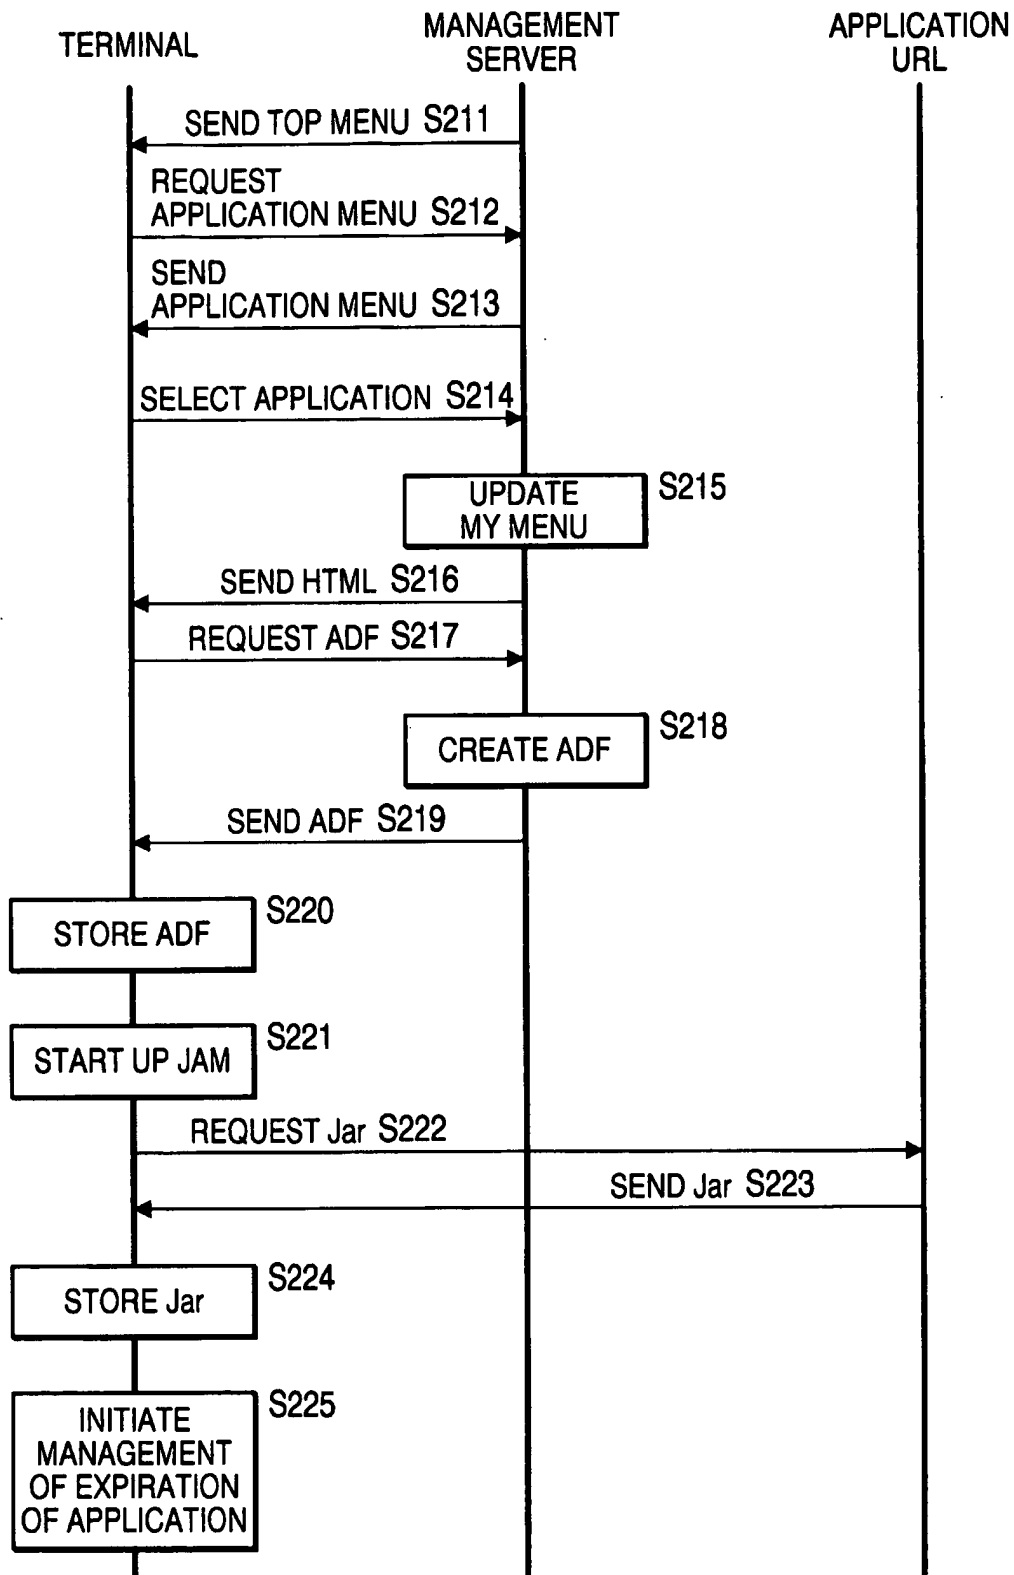 TERMINAL
MANAGEMENT
SERVER
APPLICATION
URL
SEND TOP MENU S211
REQUEST
APPLICATION MENU S212
SEND
APPLICATION MENU S213
SELECT APPLICATION S214
UPDATE
MY MENU
S215
SEND HTML S216
REQUEST ADF S217
CREATE ADF
S218
SEND ADF S219
STORE ADF
S220
START UP JAM
S221
REQUEST Jar S222
SEND Jar S223
STORE Jar
S224
INITIATE
MANAGEMENT
OF EXPIRATION
OF APPLICATION
S225